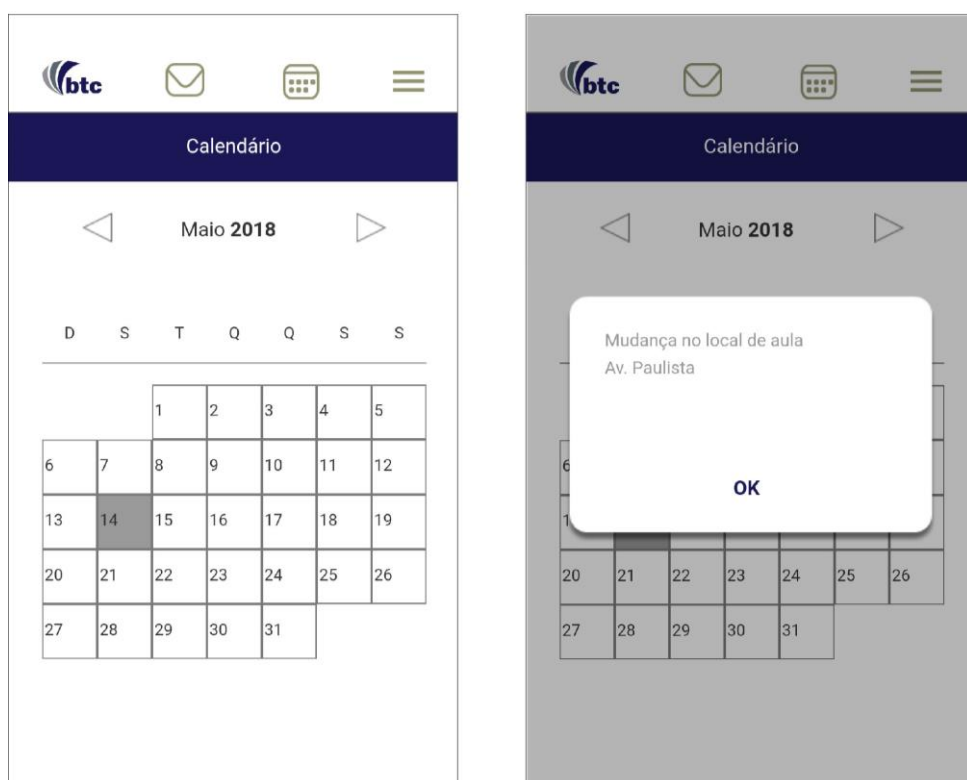 btc
Calendário
Maio 2018
D S T Q Q S S
1 2 3 4 5
6 7 8 9 10 11 12
13 14 15 16 17 18 19
20 21 22 23 24 25 26
27 28 29 30 31
btc
Calendário
Maio 2018
Mudança no local de aula
Av. Paulista
6
OK
1
20 21 22 23 24 25 26
27 28 29 30 31